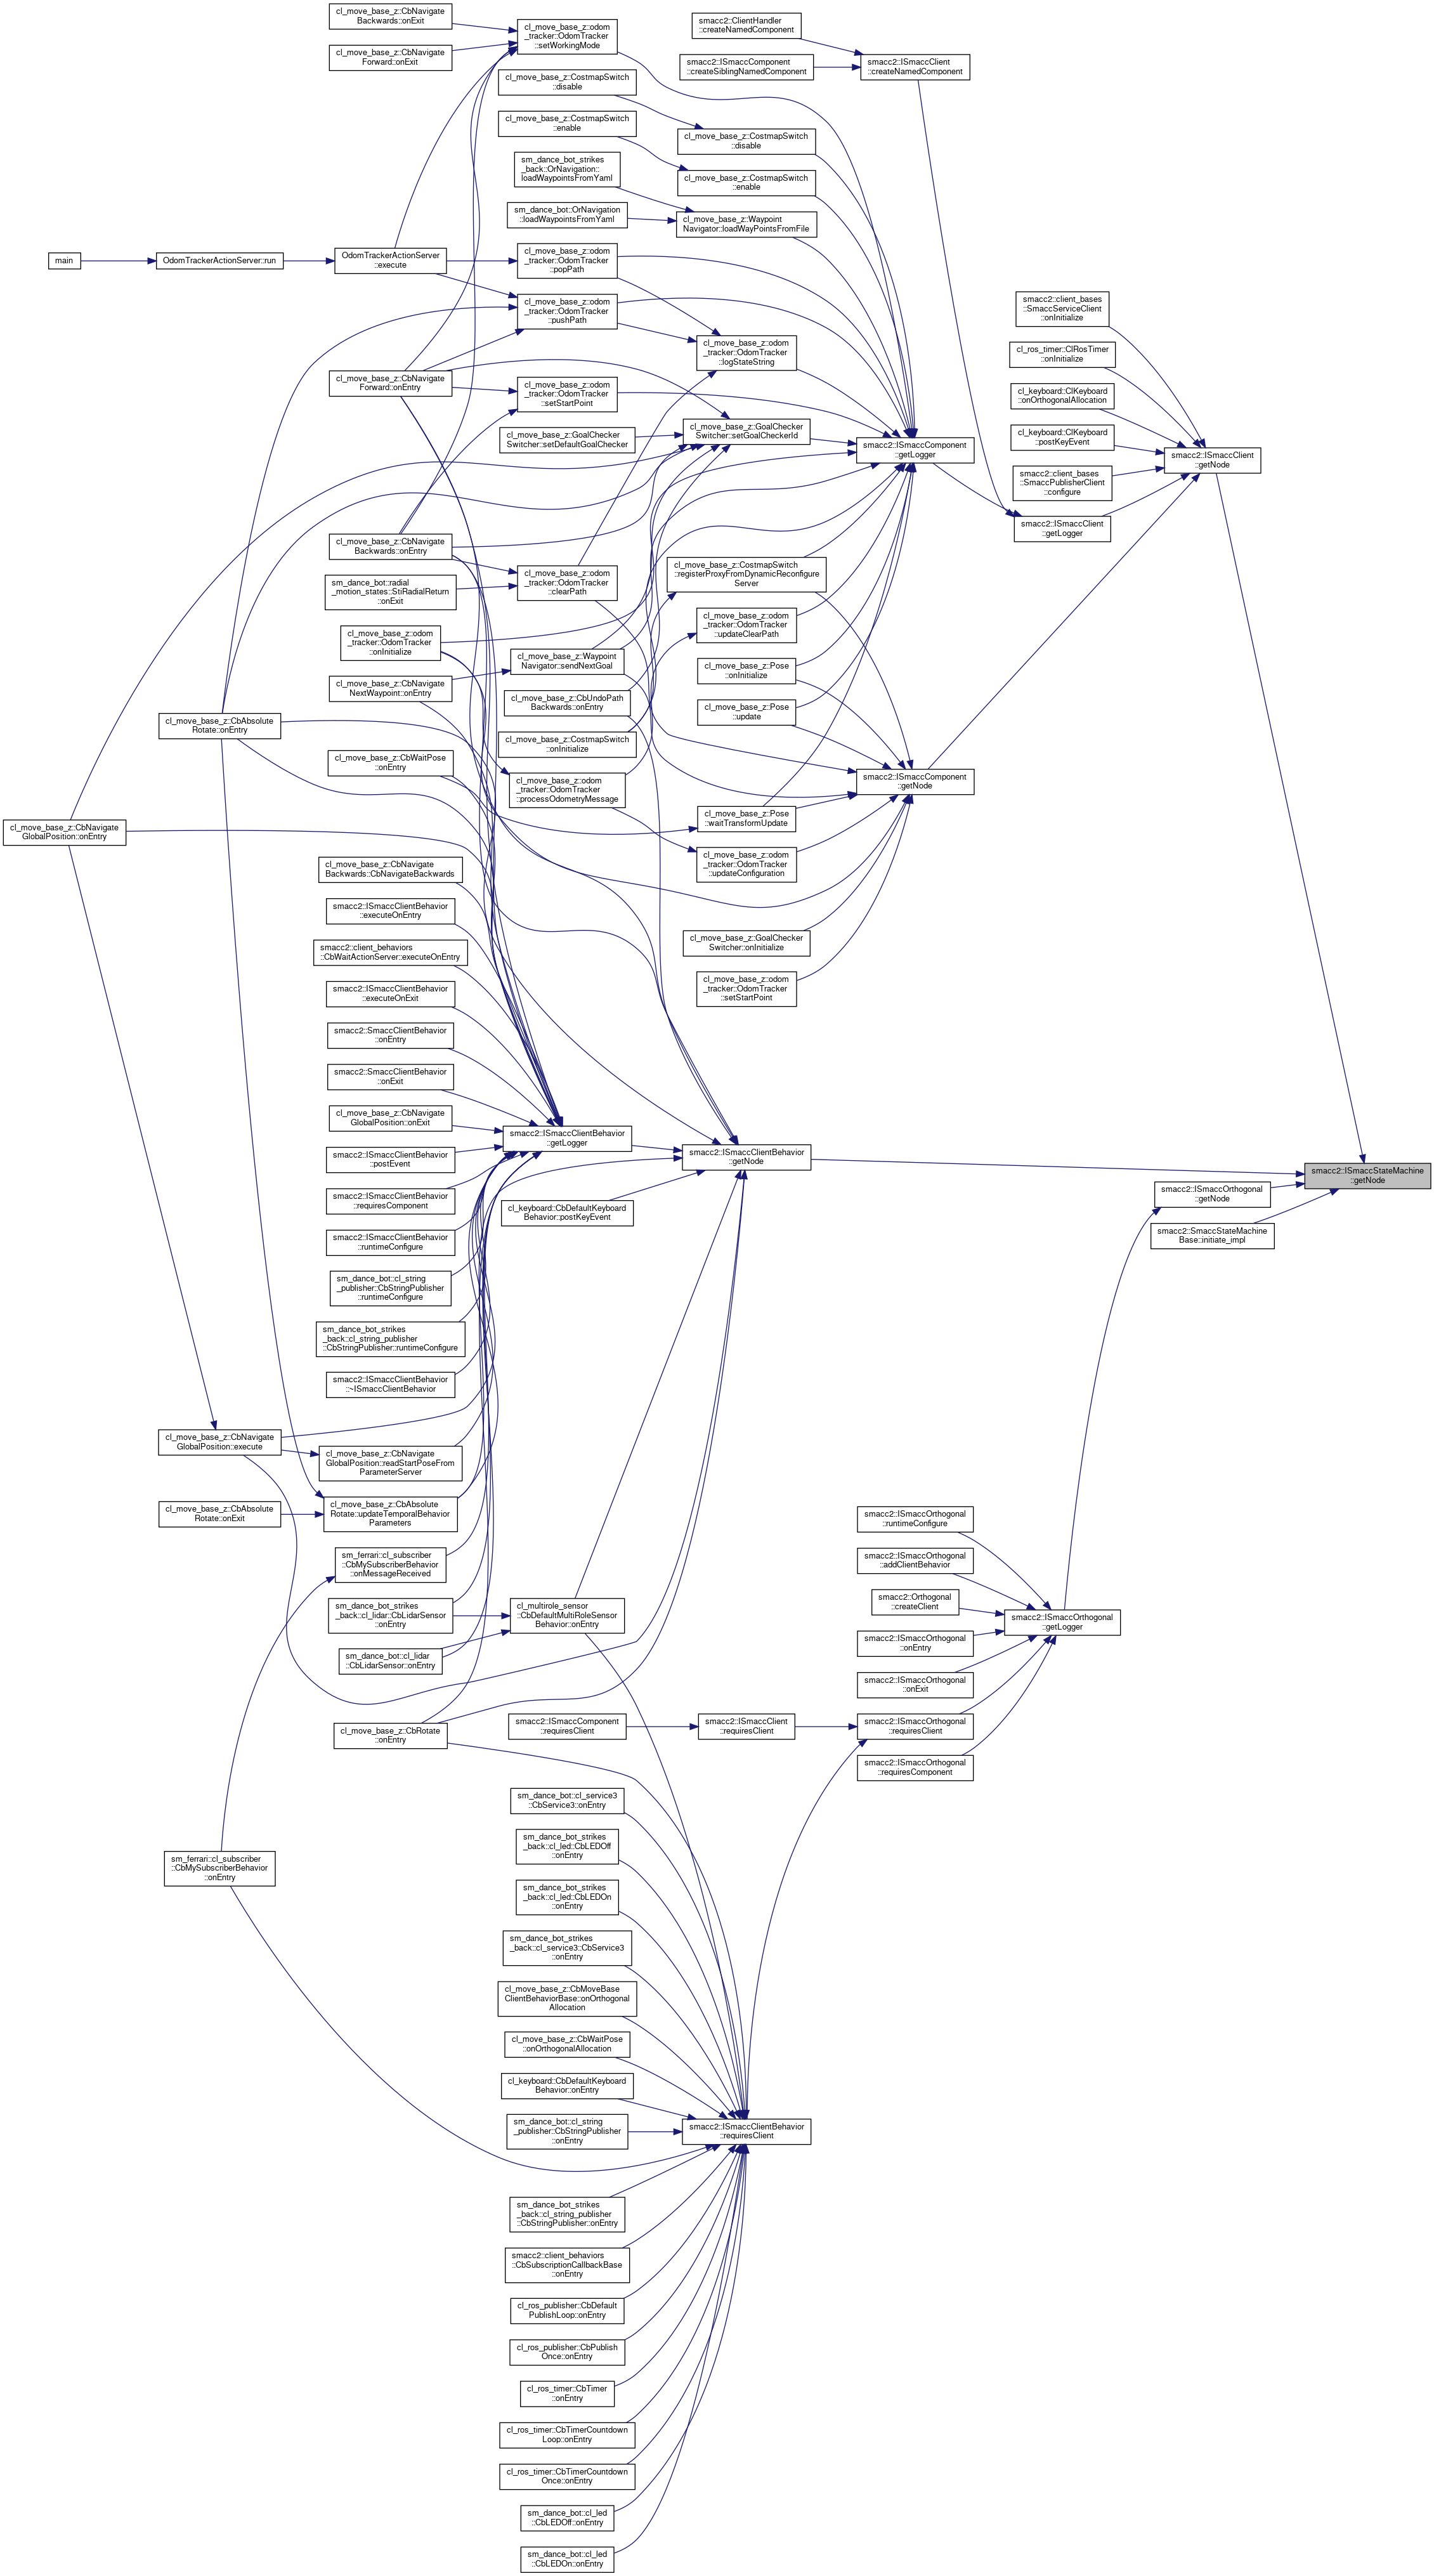 cl_move_base_z::CbNavigate
Backwards::onExit
cl_move_base_z::CbNavigate
Forward::onExit
cl_move_base_z::odom
_tracker::OdomTracker
::setWorkingMode
cl_move_base_z::CostmapSwitch
::disable
cl_move_base_z::CostmapSwitch
::enable
sm_dance_bot_strikes
_back::OrNavigation::
loadWaypointsFromYaml
sm_dance_bot::OrNavigation
::loadWaypointsFromYaml
smacc2::ClientHandler
::createNamedComponent
smacc2::ISmaccComponent
::createSiblingNamedComponent
smacc2::ISmaccClient
::createNamedComponent
cl_move_base_z::CostmapSwitch
::disable
cl_move_base_z::CostmapSwitch
::enable
cl_move_base_z::Waypoint
Navigator::loadWayPointsFromFile
main
OdomTrackerActionServer::run
OdomTrackerActionServer
::execute
cl_move_base_z::odom
_tracker::OdomTracker
::popPath
cl_move_base_z::odom
_tracker::OdomTracker
::pushPath
cl_move_base_z::odom
_tracker::OdomTracker
::logStateString
cl_move_base_z::CbNavigate
Forward::onEntry
cl_move_base_z::odom
_tracker::OdomTracker
::setStartPoint
cl_move_base_z::GoalChecker
Switcher::setDefaultGoalChecker
cl_move_base_z::GoalChecker
Switcher::setGoalCheckerId
smacc2::ISmaccComponent
::getLogger
smacc2::client_bases
::SmaccServiceClient
::onInitialize
cl_ros_timer::ClRosTimer
::onInitialize
cl_keyboard::ClKeyboard
::onOrthogonalAllocation
cl_keyboard::ClKeyboard
::postKeyEvent
smacc2::client_bases
::SmaccPublisherClient
::configure
smacc2::ISmaccClient
::getLogger
smacc2::ISmaccClient
::getNode
cl_move_base_z::CbNavigate
Backwards::onEntry
cl_move_base_z::odom
_tracker::OdomTracker
::clearPath
sm_dance_bot::radial
_motion_states::StiRadialReturn
::onExit
cl_move_base_z::odom
_tracker::OdomTracker
::onInitialize
cl_move_base_z::CbNavigate
NextWaypoint::onEntry
cl_move_base_z::Waypoint
Navigator::sendNextGoal
cl_move_base_z::CbUndoPath
Backwards::onEntry
cl_move_base_z::CostmapSwitch
::onInitialize
cl_move_base_z::odom
_tracker::OdomTracker
::processOdometryMessage
cl_move_base_z::CostmapSwitch
::registerProxyFromDynamicReconfigure
Server
cl_move_base_z::odom
_tracker::OdomTracker
::updateClearPath
cl_move_base_z::Pose
::onInitialize
cl_move_base_z::Pose
::update
cl_move_base_z::Pose
::waitTransformUpdate
cl_move_base_z::odom
_tracker::OdomTracker
::updateConfiguration
cl_move_base_z::GoalChecker
Switcher::onInitialize
cl_move_base_z::odom
_tracker::OdomTracker
::setStartPoint
smacc2::ISmaccComponent
::getNode
cl_move_base_z::CbAbsolute
Rotate::onEntry
cl_move_base_z::CbWaitPose
::onEntry
cl_move_base_z::CbNavigate
GlobalPosition::onEntry
cl_move_base_z::CbNavigate
Backwards::CbNavigateBackwards
smacc2::ISmaccClientBehavior
::executeOnEntry
smacc2::client_behaviors
::CbWaitActionServer::executeOnEntry
smacc2::ISmaccClientBehavior
::executeOnExit
smacc2::SmaccClientBehavior
::onEntry
smacc2::SmaccClientBehavior
::onExit
cl_move_base_z::CbNavigate
GlobalPosition::onExit
smacc2::ISmaccClientBehavior
::postEvent
smacc2::ISmaccClientBehavior
::requiresComponent
smacc2::ISmaccClientBehavior
::runtimeConfigure
sm_dance_bot::cl_string
_publisher::CbStringPublisher
::runtimeConfigure
sm_dance_bot_strikes
_back::cl_string_publisher
::CbStringPublisher::runtimeConfigure
smacc2::ISmaccClientBehavior
::~ISmaccClientBehavior
smacc2::ISmaccClientBehavior
::getLogger
smacc2::ISmaccClientBehavior
::getNode
cl_keyboard::CbDefaultKeyboard
Behavior::postKeyEvent
smacc2::ISmaccStateMachine
::getNode
smacc2::ISmaccOrthogonal
::getNode
smacc2::SmaccStateMachine
Base::initiate_impl
cl_move_base_z::CbNavigate
GlobalPosition::execute
cl_move_base_z::CbNavigate
GlobalPosition::readStartPoseFrom
ParameterServer
cl_move_base_z::CbAbsolute
Rotate::onExit
cl_move_base_z::CbAbsolute
Rotate::updateTemporalBehavior
Parameters
sm_ferrari::cl_subscriber
::CbMySubscriberBehavior
::onMessageReceived
sm_dance_bot_strikes
_back::cl_lidar::CbLidarSensor
::onEntry
sm_dance_bot::cl_lidar
::CbLidarSensor::onEntry
cl_multirole_sensor
::CbDefaultMultiRoleSensor
Behavior::onEntry
cl_move_base_z::CbRotate
::onEntry
smacc2::ISmaccComponent
::requiresClient
smacc2::ISmaccClient
::requiresClient
smacc2::ISmaccOrthogonal
::runtimeConfigure
smacc2::ISmaccOrthogonal
::addClientBehavior
smacc2::Orthogonal
::createClient
smacc2::ISmaccOrthogonal
::onEntry
smacc2::ISmaccOrthogonal
::onExit
smacc2::ISmaccOrthogonal
::requiresClient
smacc2::ISmaccOrthogonal
::requiresComponent
smacc2::ISmaccOrthogonal
::getLogger
sm_ferrari::cl_subscriber
::CbMySubscriberBehavior
::onEntry
sm_dance_bot::cl_service3
::CbService3::onEntry
sm_dance_bot_strikes
_back::cl_led::CbLEDOff
::onEntry
sm_dance_bot_strikes
_back::cl_led::CbLEDOn
::onEntry
sm_dance_bot_strikes
_back::cl_service3::CbService3
::onEntry
cl_move_base_z::CbMoveBase
ClientBehaviorBase::onOrthogonal
Allocation
cl_move_base_z::CbWaitPose
::onOrthogonalAllocation
cl_keyboard::CbDefaultKeyboard
Behavior::onEntry
sm_dance_bot::cl_string
_publisher::CbStringPublisher
::onEntry
smacc2::ISmaccClientBehavior
::requiresClient
sm_dance_bot_strikes
_back::cl_string_publisher
::CbStringPublisher::onEntry
smacc2::client_behaviors
::CbSubscriptionCallbackBase
::onEntry
cl_ros_publisher::CbDefault
PublishLoop::onEntry
cl_ros_publisher::CbPublish
Once::onEntry
cl_ros_timer::CbTimer
::onEntry
cl_ros_timer::CbTimerCountdown
Loop::onEntry
cl_ros_timer::CbTimerCountdown
Once::onEntry
sm_dance_bot::cl_led
::CbLEDOff::onEntry
sm_dance_bot::cl_led
::CbLEDOn::onEntry